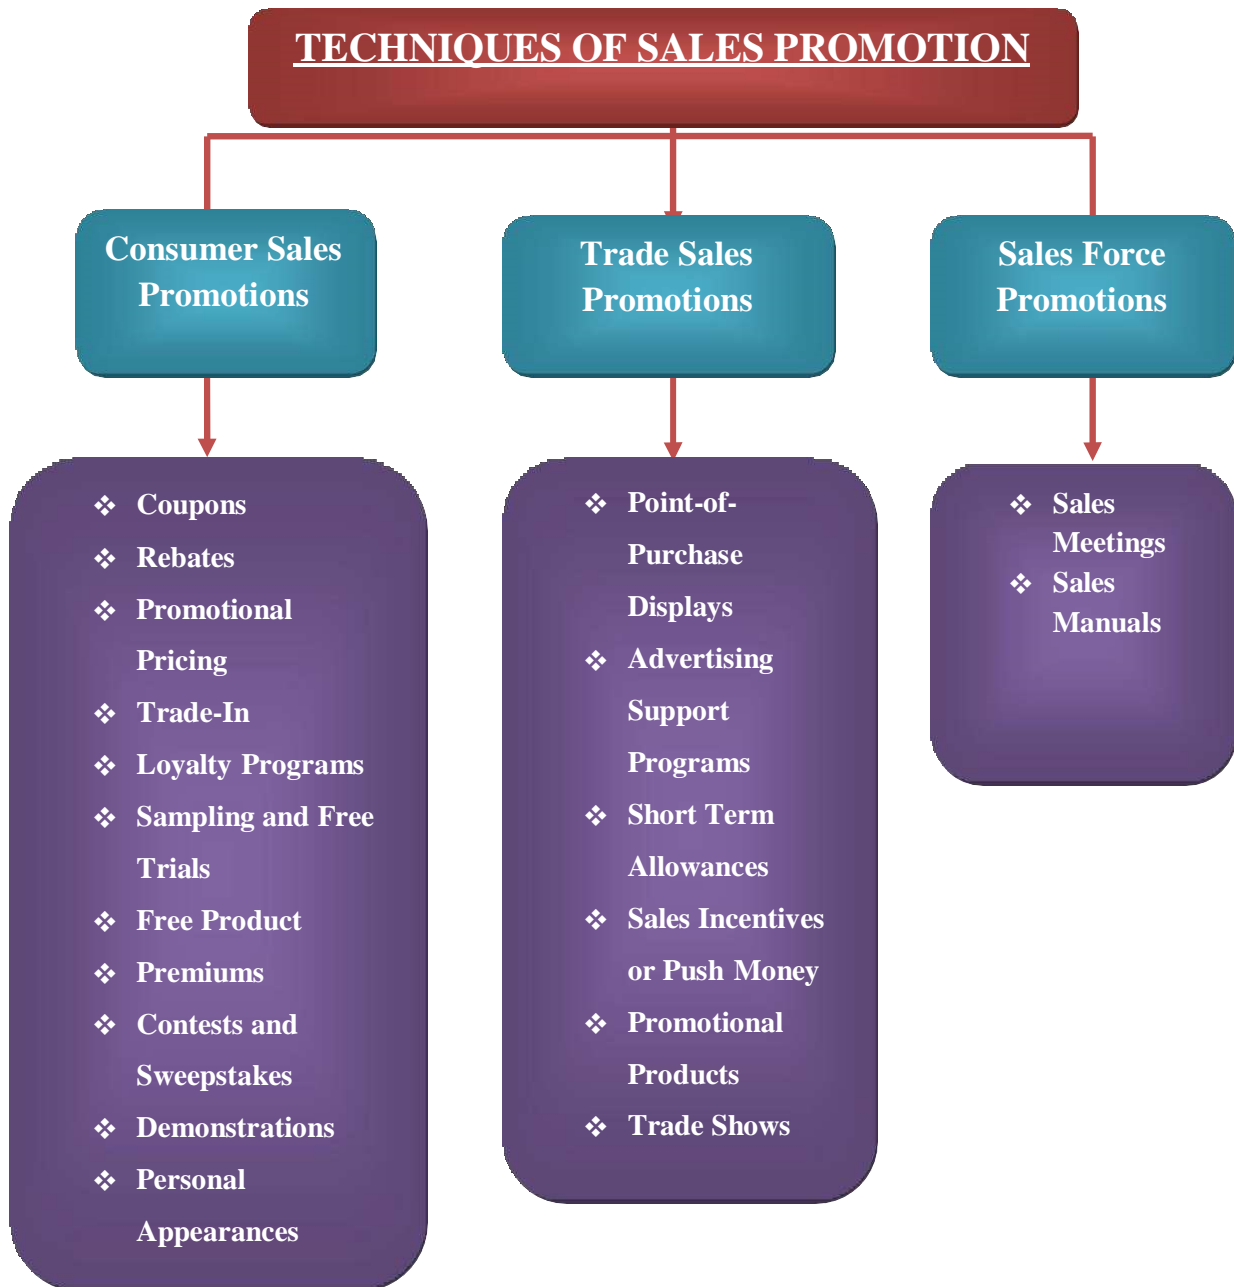 TECHNIQUES OF SALES PROMOTION
Consumer Sales
Promotions
❖ Coupons
❖ Rebates
❖ Promotional
Pricing
❖ Trade-In
❖ Loyalty Programs
❖ Sampling and Free
Trials
❖ Free Product
❖ Premiums
❖ Contests and
Sweepstakes
❖ Demonstrations
❖ Personal
Appearances
Trade Sales
Promotions
❖ Point-of-
Purchase
Displays
❖ Advertising
Support
Programs
❖ Short Term
Allowances
❖ Sales Incentives
or Push Money
❖ Promotional
Products
❖ Trade Shows
Sales Force
Promotions
❖ Sales
Meetings
❖ Sales
Manuals